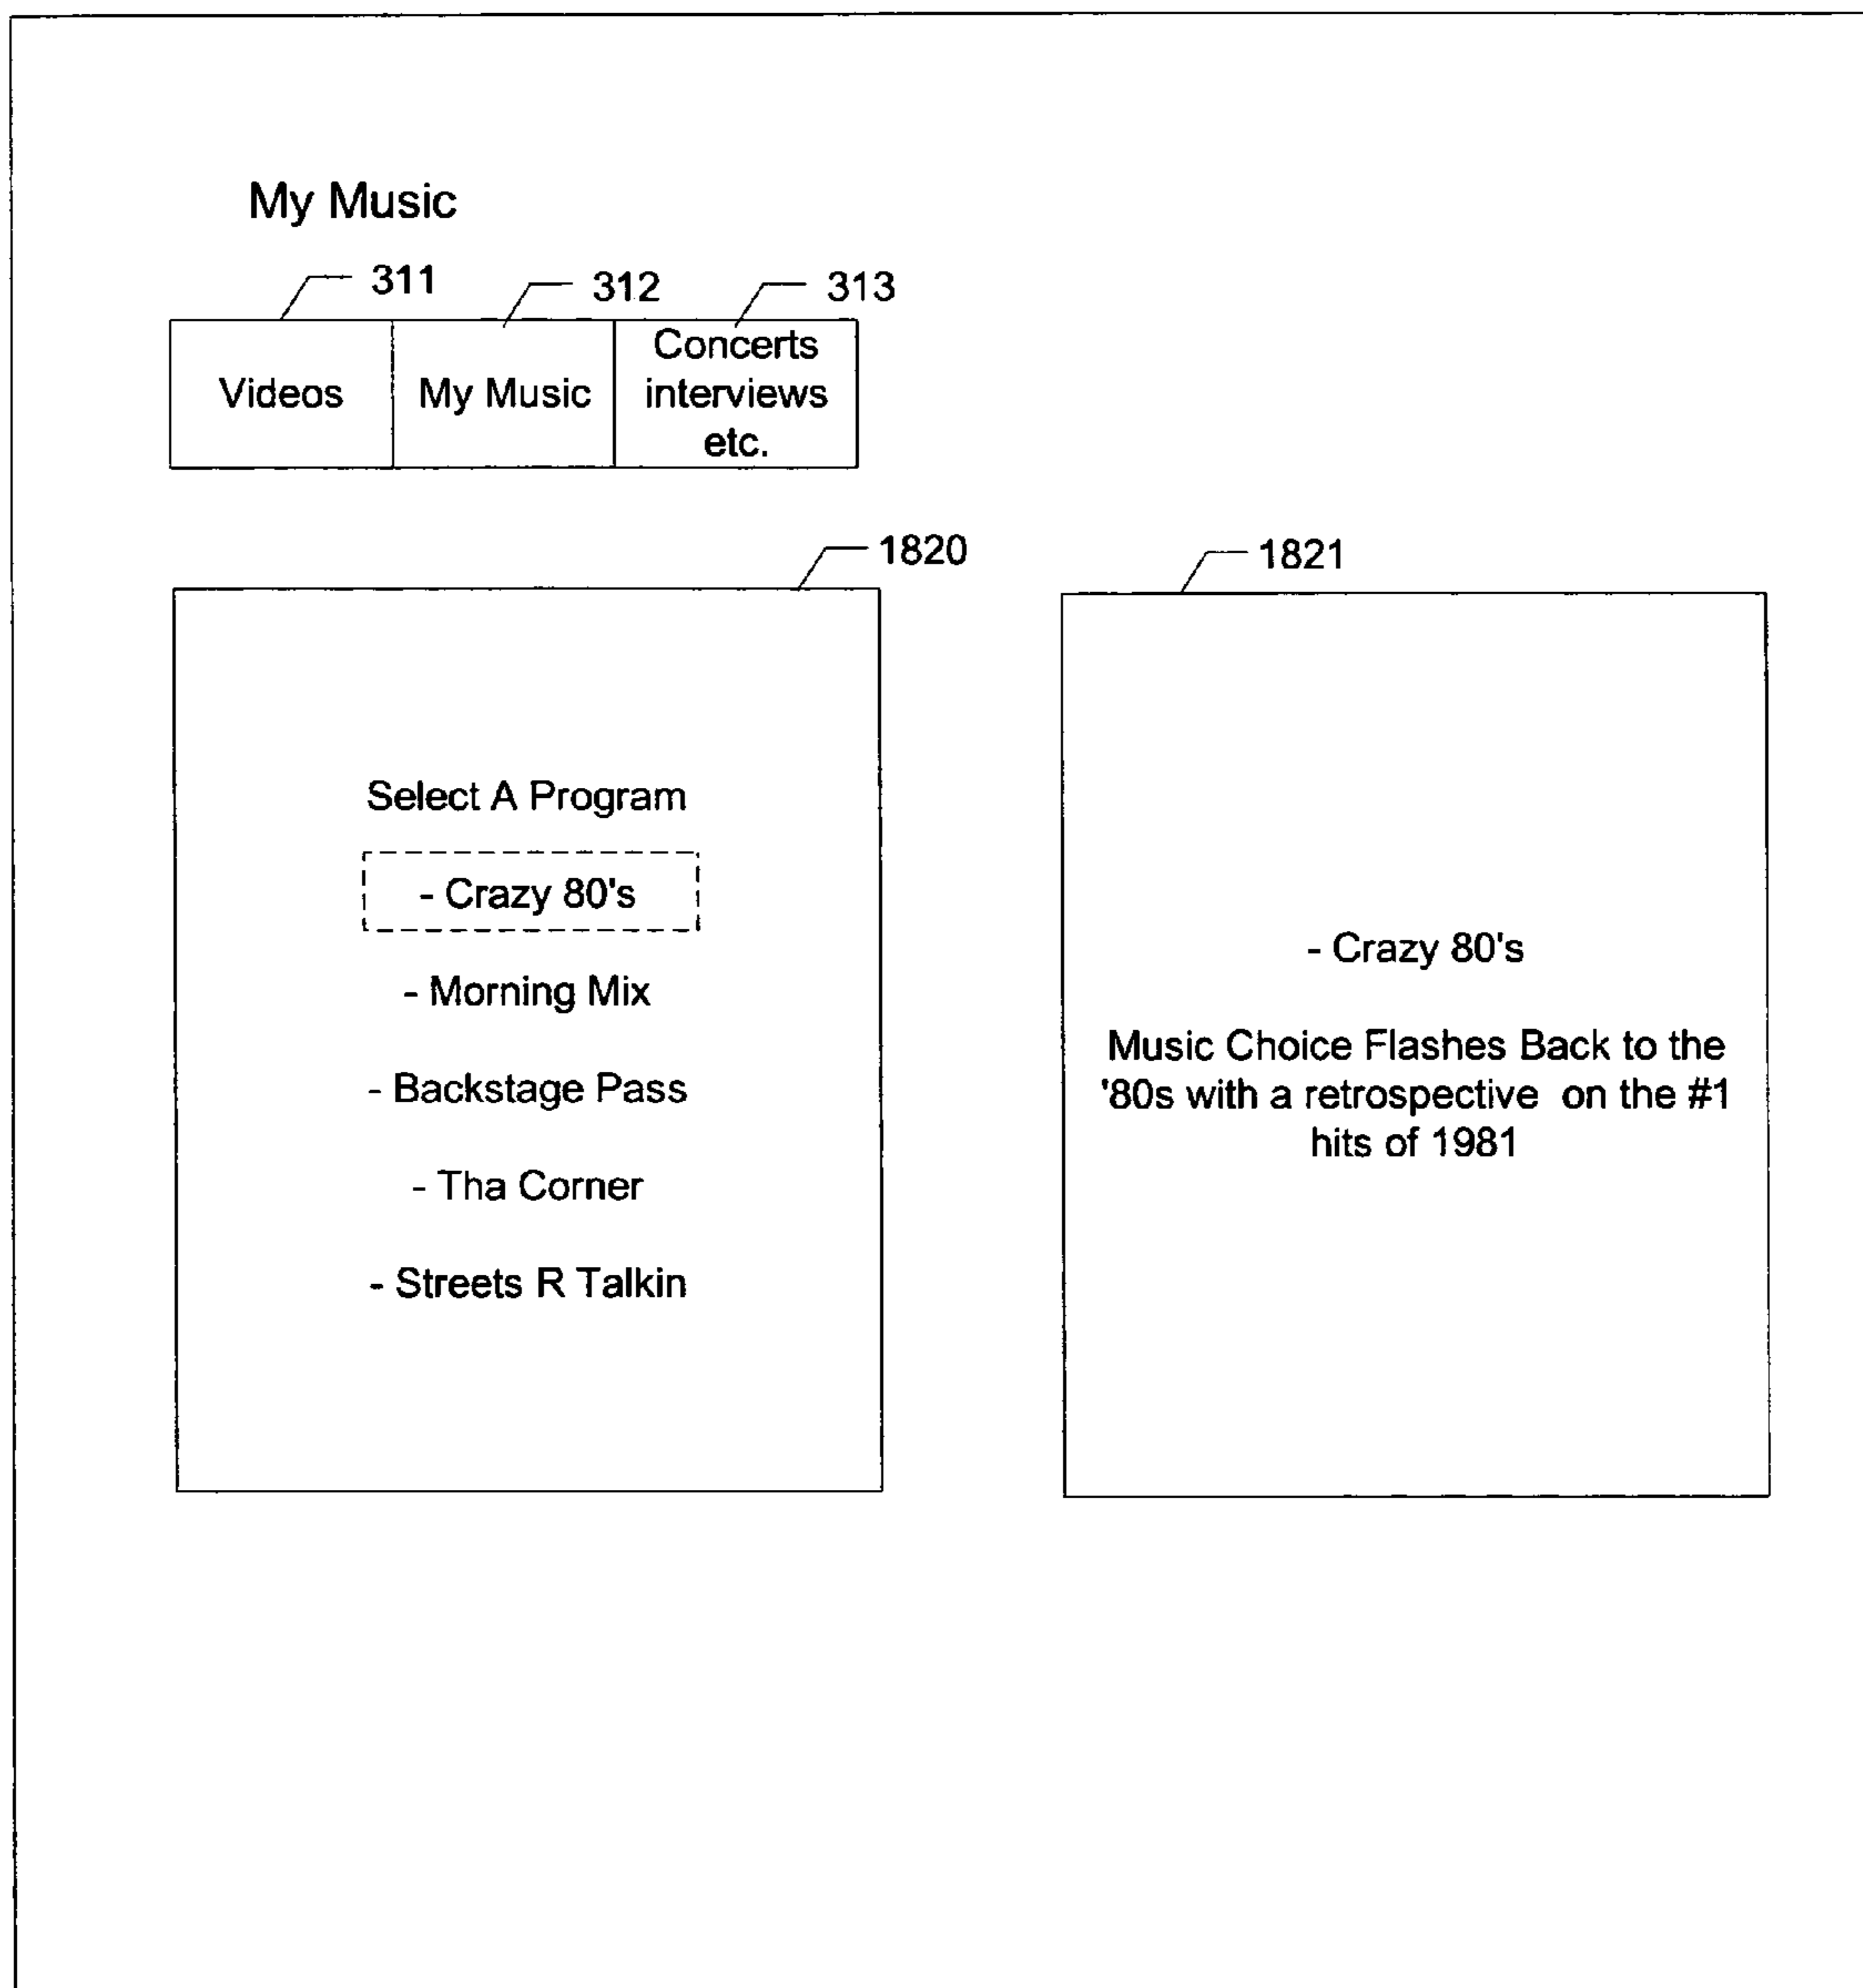 My Music
311
312
313
Videos
My Music
Concerts
interviews
etc.
1820
1821
Select A Program
- Crazy 80's
- Morning Mix
- Backstage Pass
- Tha Corner
- Streets R Talkin
- Crazy 80's
Music Choice Flashes Back to the
'80s with a retrospective on the #1
hits of 1981